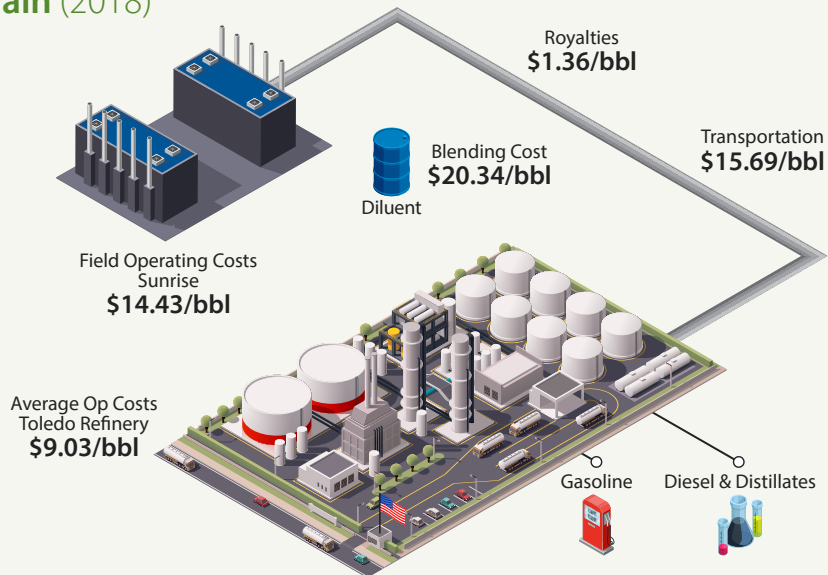 ain (2018)
Royalties
$1.36/bbl
Transportation
$15.69/bbl
Blending Cost
$20.34/bbl
Diluent
Field Operating Costs
Sunrise
$14.43/bbl
Average Op Costs
Toledo Refinery
$9.03/bbl
Gasoline
Diesel & Distillates